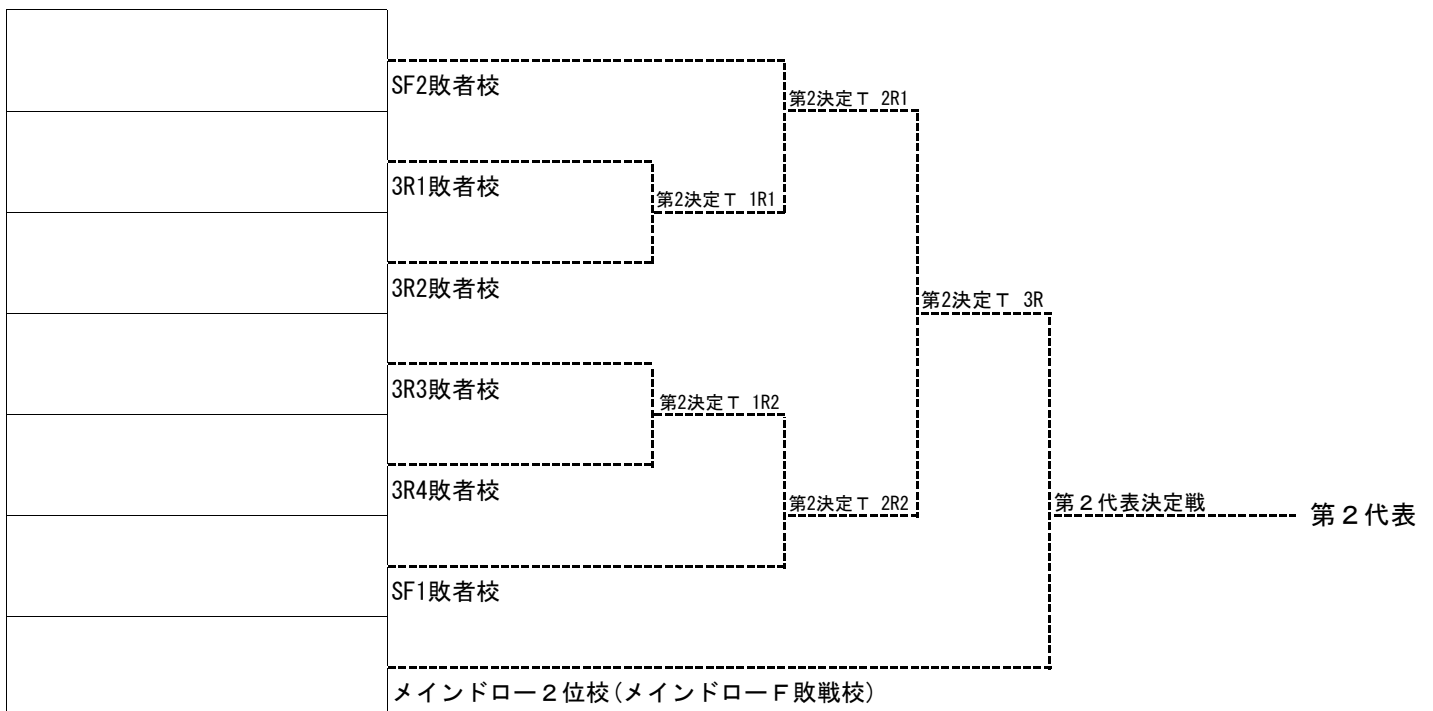 SF2敗者校
第2決定Ｔ 2R1
3R1敗者校
第2決定Ｔ 1R1
3R2敗者校
第2決定Ｔ 3R
3R3敗者校
第2決定Ｔ 1R2
3R4敗者校
第2決定Ｔ 2R2
第２代表決定戦
第２代表
SF1敗者校
メインドロー２位校(メインドローＦ敗戦校)